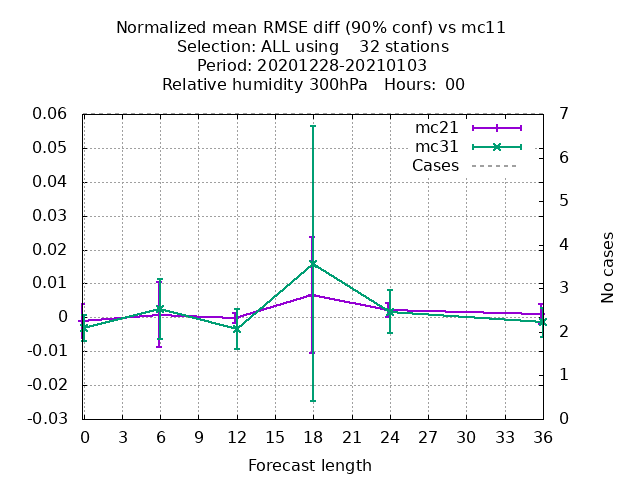 Normalized mean RMSE diff (90% conf) vs mc11
Selection: ALL using    32 stations
Period: 20201228-20210103
Relative humidity 300hPa   Hours:  00
0.06
0.05
0.04
0.03
0.02
0.01
0
-0.01
-0.02
-0.03
7
6
5
4
3
2
1
0
mc21
mc31
Cases
No cases
0 3 6 9 12 15 18 21 24 27 30 33 36
Forecast length